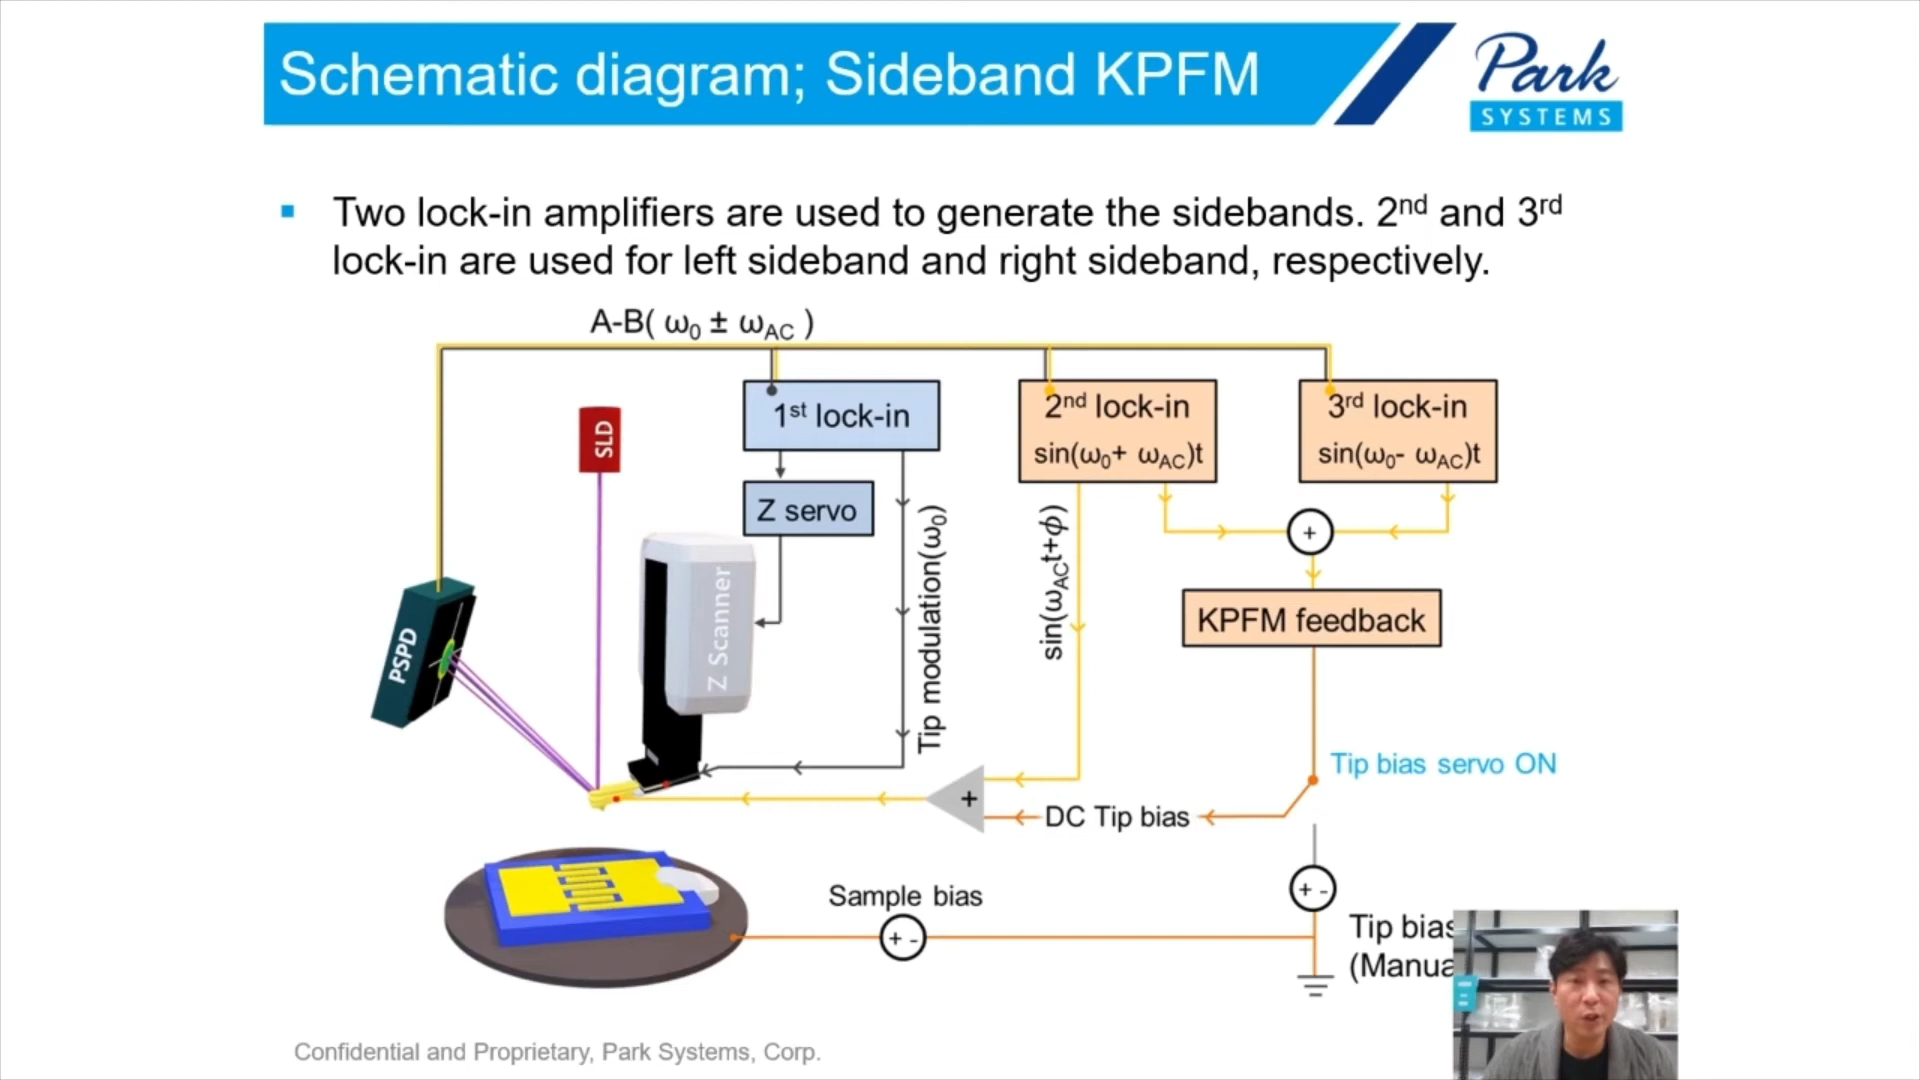 Schematic diagram; Sideband KPFM
Park
SYSTEMS
Two lock-in amplifiers are used to generate the sidebands. 2nd and 3rd
lock-in are used for left sideband and right sideband, respectively.
A-B( ω0 ± ωAC )
1st lock-in
2nd lock-in
sin(ω0+ ωAC)t
3rd lock-in
sin(ω0- ωAC)t
SLD
Z servo
+
Z Scanner
Tip modulation(ω0)
sin(ωACt+ϕ)
KPFM feedback
PSPD
Tip bias servo ON
+
DC Tip bias
Sample bias
+ -
+ -
Tip bias
(Manua
Confidential and Proprietary, Park Systems, Corp.